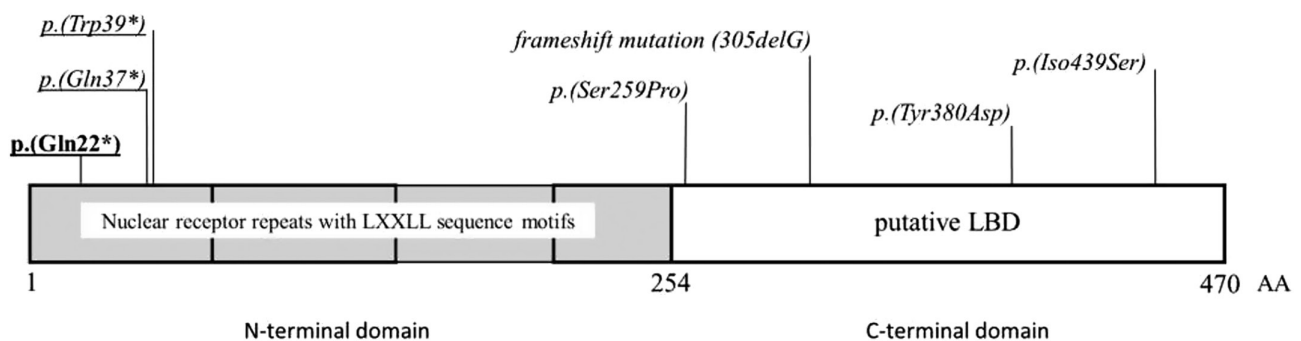 p.(Trp39*)
frameshift mutation (305delG)
p.(Iso439Ser)
p.(Gln37*)
p.(Ser259Pro)
p.(Tyr380Asp)
p.(Gln22*)
Nuclear receptor repeats with LXXLL sequence motifs
putative LBD
1
254
470 AA
N-terminal domain
C-terminal domain